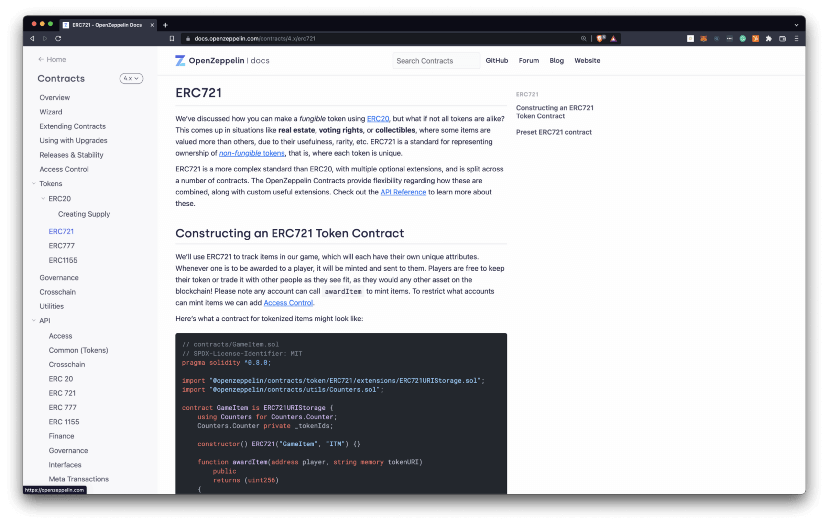 ERC721 - OpenZeppelin Docs
docs.openzeppelin.com/contracts/4.x/erc721
Home
Contracts
4.x
Overview
Wizard
Extending Contracts
Using with Upgrades
Releases & Stability
Access Control
Tokens
ERC20
Creating Supply
ERC721
ERC777
ERC1155
Governance
Crosschain
Utilities
API
Access
Common (Tokens)
Crosschain
ERC 20
ERC 721
ERC 777
ERC 1155
Finance
Governance
Interfaces
Meta Transactions
https://openzeppelin.com
OpenZeppelin | docs
Search Contracts
GitHub
Forum
Blog
Website
ERC721
We've discussed how you can make a fungible token using ERC20, but what if not all tokens are alike?
This comes up in situations like real estate, voting rights, or collectibles, where some items are
valued more than others, due to their usefulness, rarity, etc. ERC721 is a standard for representing
ownership of non-fungible tokens, that is, where each token is unique.
ERC721 is a more complex standard than ERC20, with multiple optional extensions, and is split across
a number of contracts. The OpenZeppelin Contracts provide flexibility regarding how these are
combined, along with custom useful extensions. Check out the API Reference to learn more about
these.
Constructing an ERC721 Token Contract
We'll use ERC721 to track items in our game, which will each have their own unique attributes.
Whenever one is to be awarded to a player, it will be minted and sent to them. Players are free to keep
their token or trade it with other people as they see fit, as they would any other asset on the
blockchain! Please note any account can call awardItem to mint items. To restrict what accounts
can mint items we can add Access Control.
Here's what a contract for tokenized items might look like:
// contracts/GameItem.sol
// SPDX-License-Identifier: MIT
pragma solidity ^0.8.0;
import "@openzeppelin/contracts/token/ERC721/extensions/ERC721URIStorage.sol";
import "@openzeppelin/contracts/utils/Counters.sol";
contract GameItem is ERC721URIStorage {
using Counters for Counters.Counter;
Counters.Counter private _tokenIds;
constructor() ERC721("GameItem", "ITM") {}
function awardItem(address player, string memory tokenURI)
public
returns (uint256)
{
ERC721
Constructing an ERC721
Token Contract
Preset ERC721 contract